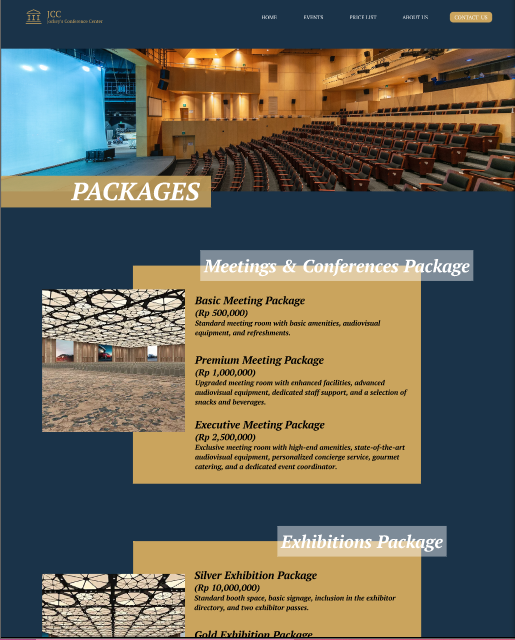 JCC
HOME EVENTS PRICE LIST ABOUT US CONTACT US
Conference Center
PACKAGES
Meetings & Conferences Package
Basic Meeting Package
(Rp 500,000)
Standard meeting room with basic amenities, audiovisual
equipment, and refreshments.
Premium Meeting Package
(Rp 1,000,000)
Upgraded meeting room with enhanced facilities, advanced
audiovisual equipment, dedicated staff support, and a selection of
snacks and beverages.
Executive Meeting Package
(Rp 2,500,000)
Exclusive meeting room with high-end amenities, state-of-the-art
audiovisual equipment, personalized concierge service, gourmet
catering, and a dedicated event coordinator.
Exhibitions Package
Silver Exhibition Package
(Rp 10,000,000)
Standard booth space, basic signage, inclusion in the exhibitor
directory, and two exhibitor passes.
Gold Exhibition Package